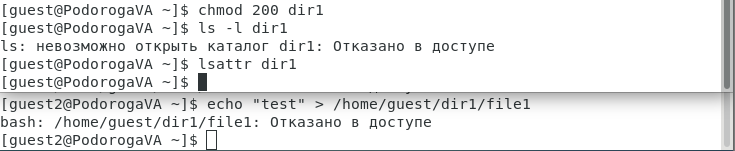 [guest@PodorogaVA ~]$ chmod 200 dir1
[guest@PodorogaVA ~]$ ls -l dir1
ls: невозможно открыть каталог dir1: Отказано в доступе
[guest@PodorogaVA ~]$ lsattr dir1
[guest@PodorogaVA ~]$
[guest2@PodorogaVA ~]$ echo "test" > /home/guest/dir1/file1
bash: /home/guest/dir1/file1: Отказано в доступе
[guest2@PodorogaVA ~]$